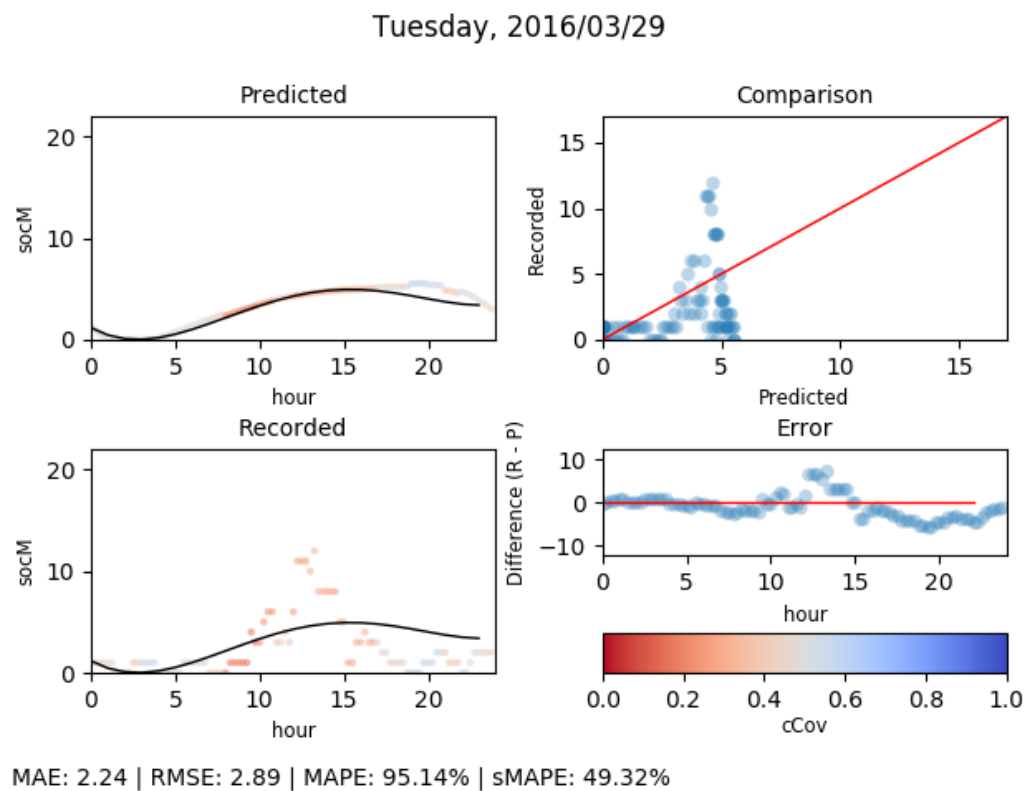 Tuesday, 2016/03/29
Predicted
20
10
0
socM
0 5 10 15 20
hour
Comparison
15
10
5
0
Recorded
0 5 10 15
Predicted
Recorded
20
10
0
socM
0 5 10 15 20
hour
Error
10
0
−10
Difference (R - P)
0 5 10 15 20
hour
0.0 0.2 0.4 0.6 0.8 1.0
cCov
MAE: 2.24 | RMSE: 2.89 | MAPE: 95.14% | sMAPE: 49.32%